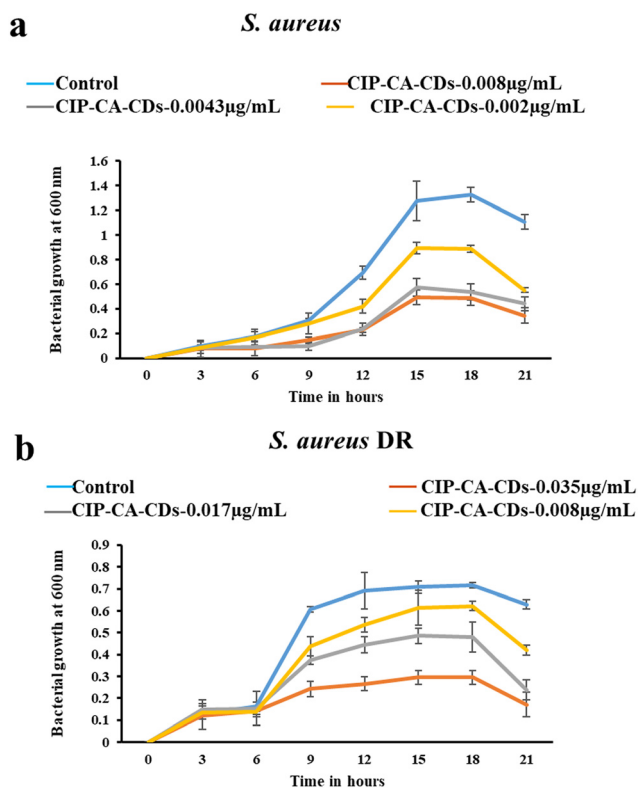 a
S. aureus
Control
CIP-CA-CDs-0.008µg/mL
CIP-CA-CDs-0.0043µg/mL
CIP-CA-CDs-0.002µg/mL
Bacterial growth at 600 nm
1.6
1.4
1.2
1
0.8
0.6
0.4
0.2
0
0 3 6 9 12 15 18 21
Time in hours
b
S. aureus DR
Control
CIP-CA-CDs-0.035µg/mL
CIP-CA-CDs-0.017µg/mL
CIP-CA-CDs-0.008µg/mL
Bacterial growth at 600 nm
0.9
0.8
0.7
0.6
0.5
0.4
0.3
0.2
0.1
0
0 3 6 9 12 15 18 21
Time in hours